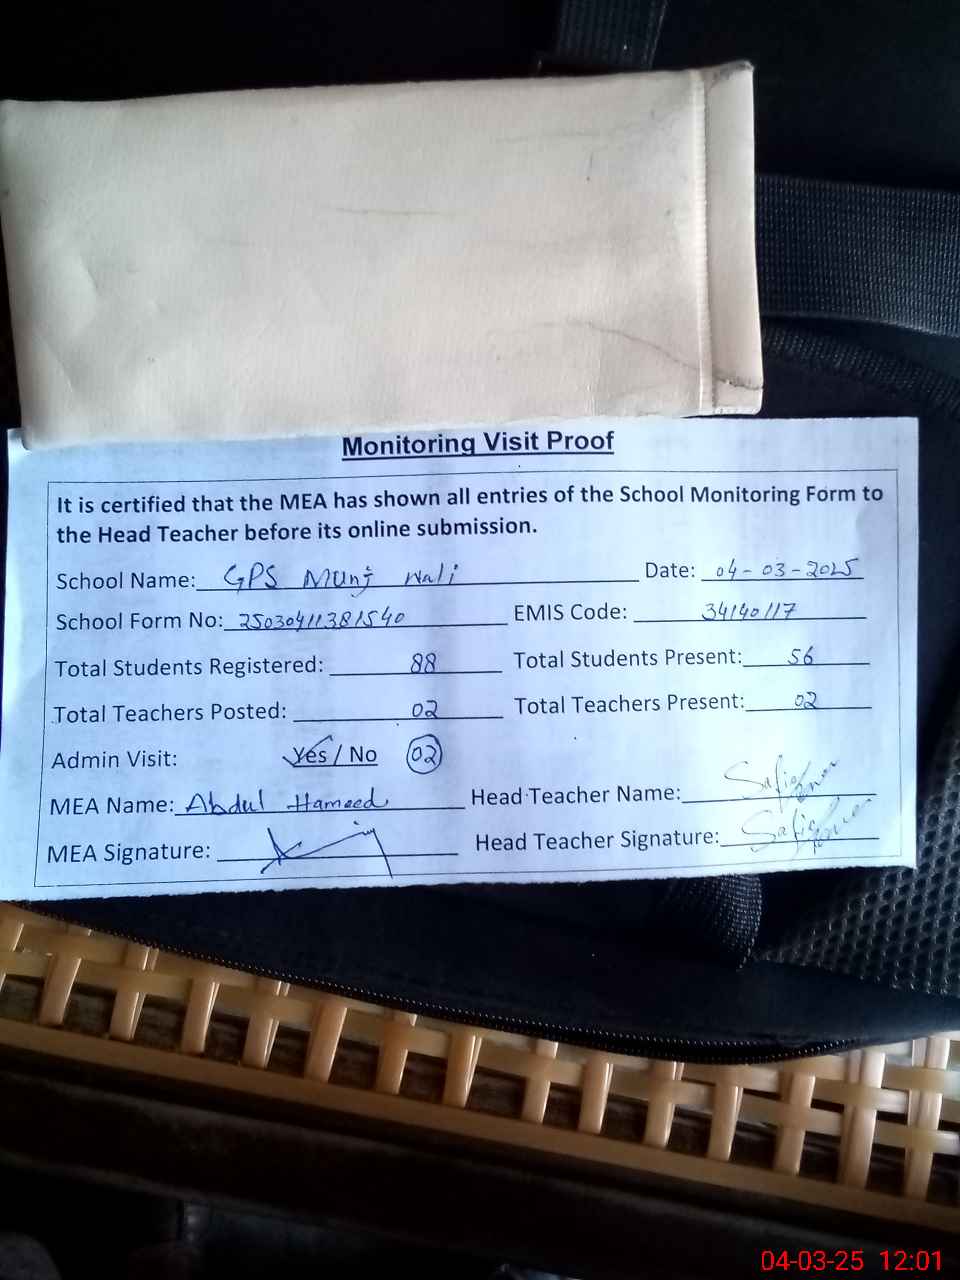 Monitoring Visit Proof
It is certified that the MEA has shown all entries of the School Monitoring Form to
the Head Teacher before its online submission.
School Name: GPS Munj wali Date: 04-03-2025
School Form No: 25030411381540 EMIS Code: 34140117
Total Students Registered: 88 Total Students Present: 56
Total Teachers Posted: 02 Total Teachers Present: 02
Admin Visit: Yes / No 02
MEA Name: Abdul Hameed Head Teacher Name:
MEA Signature: Head Teacher Signature:
04-03-25 12:01